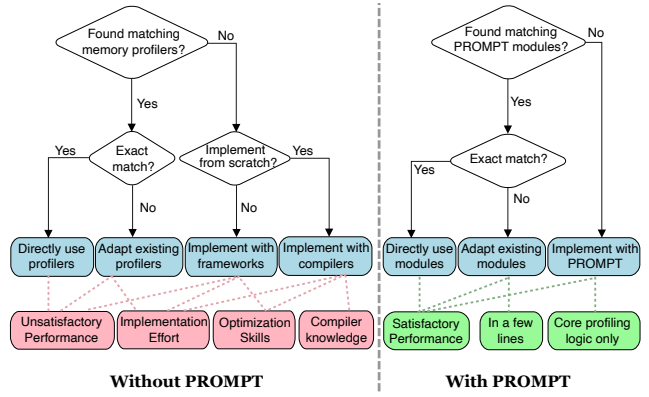 Found matching
memory profilers?
No
Yes
Exact
match?
Yes
No
Implement
from scratch?
Yes
No
Directly use
profilers
Adapt existing
profilers
Implement with
frameworks
Implement with
compilers
Unsatisfactory
Performance
Implementation
Effort
Optimization
Skills
Compiler
knowledge
Without PROMPT
Found matching
PROMPT modules?
No
Yes
Exact match?
Yes
No
Directly use
modules
Adapt existing
modules
Implement with
PROMPT
Satisfactory
Performance
In a few
lines
Core profiling
logic only
With PROMPT